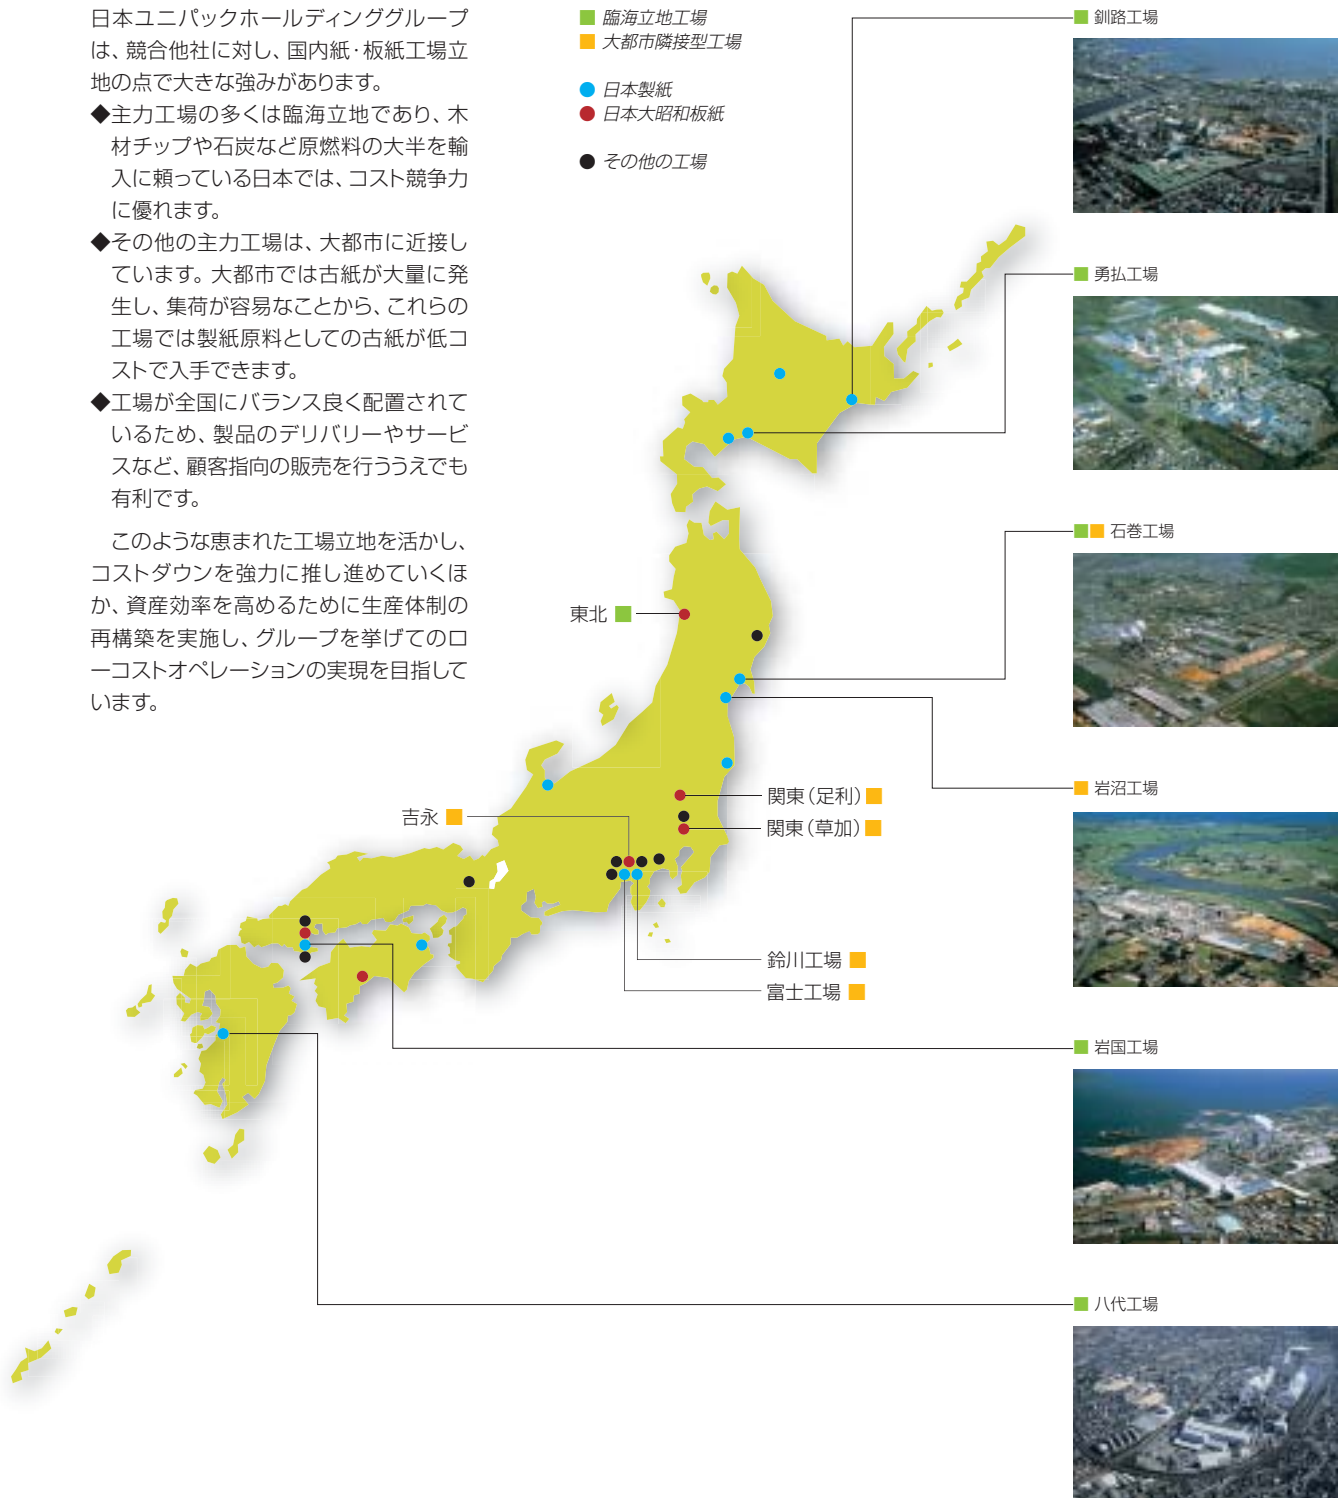 日本ユニパックホールディンググループ
は、競合他社に対し、国内紙・板紙工場立
地の点で大きな強みがあります。
◆主力工場の多くは臨海立地であり、木
材チップや石炭など原燃料の大半を輸
入に頼っている日本では、コスト競争力
に優れます。
◆その他の主力工場は、大都市に近接し
ています。大都市では古紙が大量に発
生し、集荷が容易なことから、これらの
工場では製紙原料としての古紙が低コ
ストで入手できます。
◆工場が全国にバランス良く配置されて
いるため、製品のデリバリーやサービ
スなど、顧客指向の販売を行ううえでも
有利です。
このような恵まれた工場立地を活かし、
コストダウンを強力に推し進めていくほ
か、資産効率を高めるために生産体制の
再構築を実施し、グループを挙げてのロ
ーコストオペレーションの実現を目指して
います。
臨海立地工場
大都市隣接型工場
日本製紙
日本大昭和板紙
その他の工場
釧路工場
勇払工場
石巻工場
東北
岩沼工場
関東(足利)
吉永
関東(草加)
鈴川工場
富士工場
岩国工場
八代工場